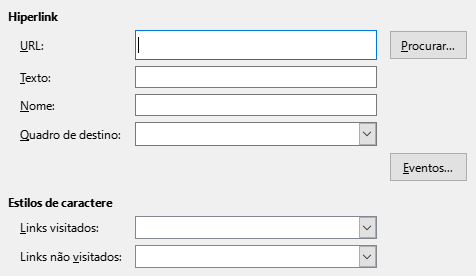 Hiperlink
URL:
Procurar...
Texto:
Nome:
Quadro de destino:
Eventos...
Estilos de caractere
Links visitados:
Links não visitados: